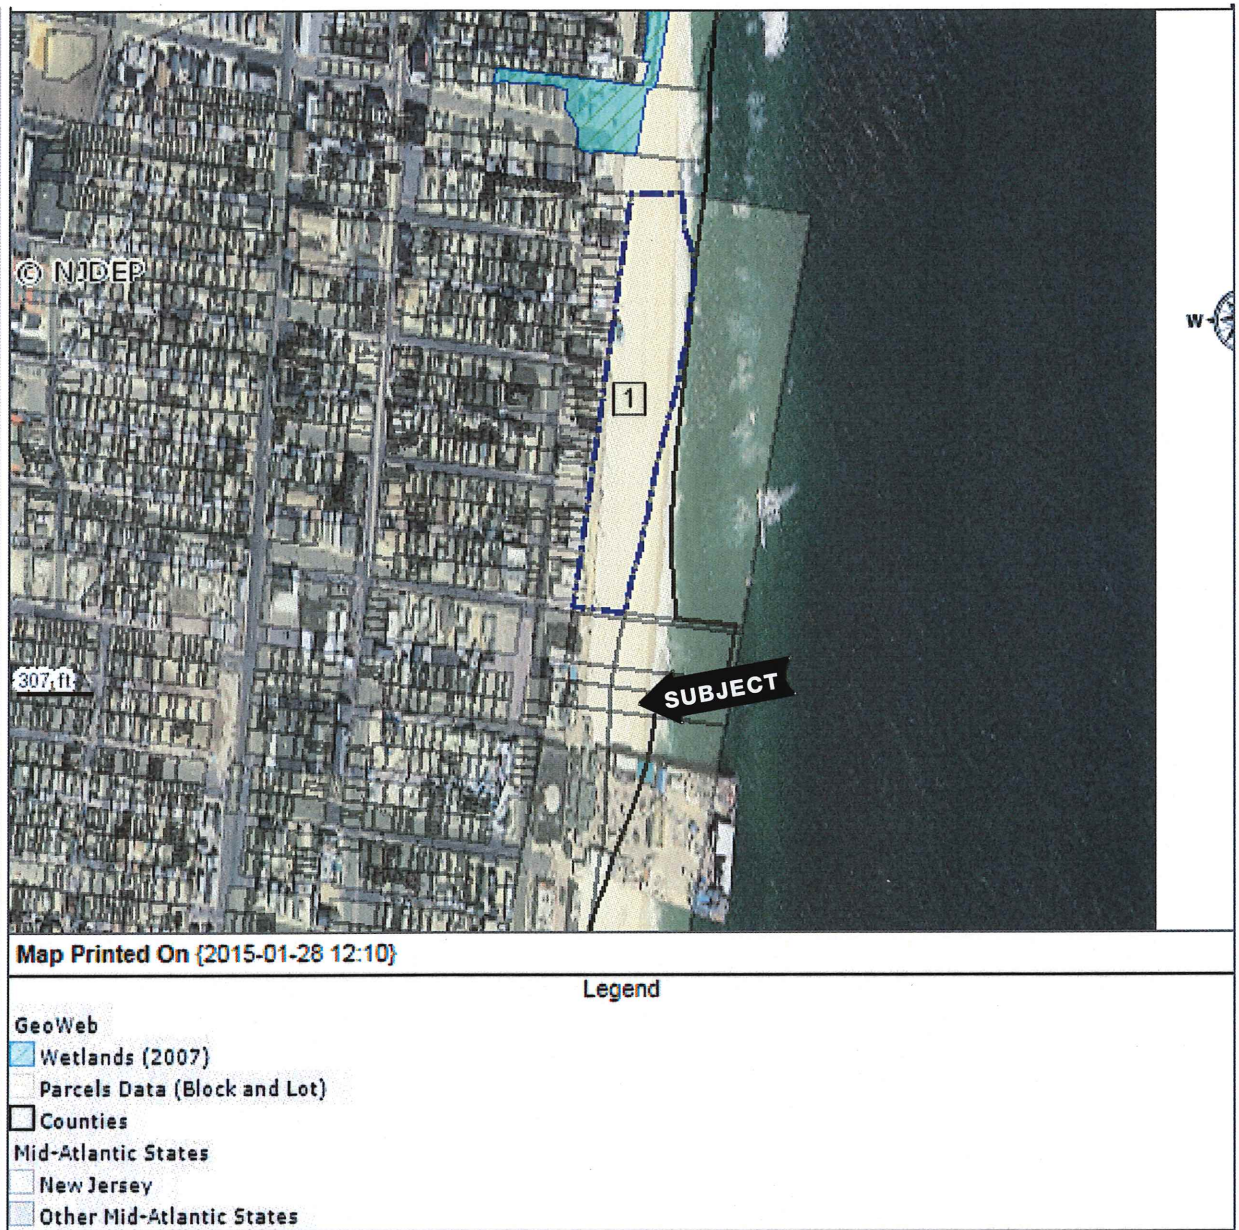 © NJDEP
W
1
307 ft
SUBJECT
Map Printed On {2015-01-28 12:10}
Legend
GeoWeb
Wetlands (2007)
Parcels Data (Block and Lot)
Counties
Mid-Atlantic States
New Jersey
Other Mid-Atlantic States